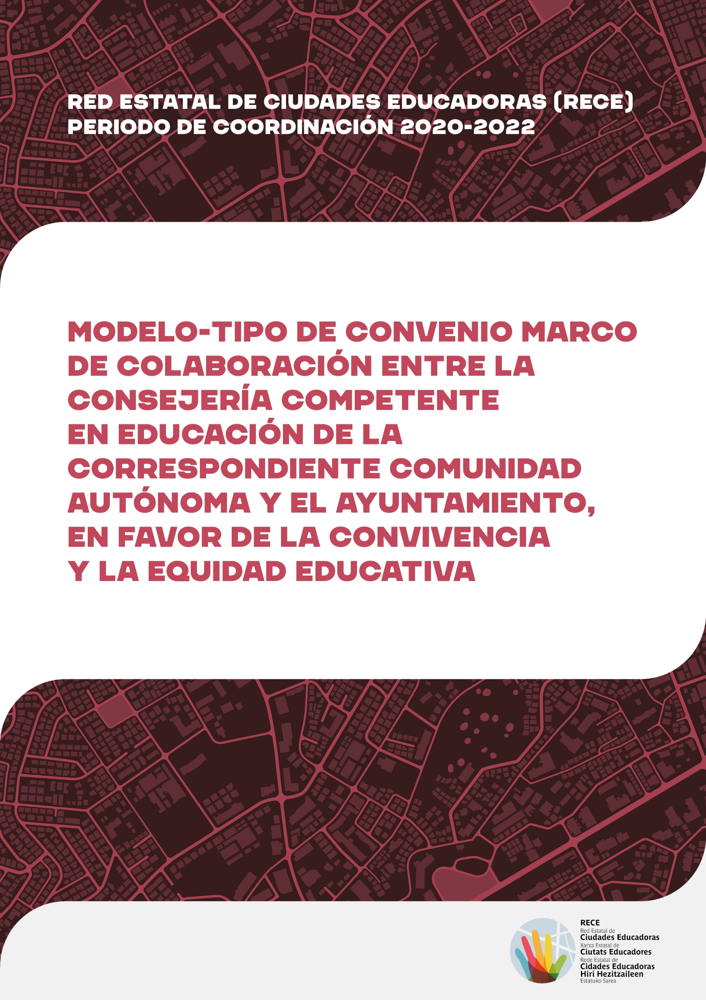 RED ESTATAL DE CIUDADES EDUCADORAS (RECE)
PERIODO DE COORDINACIÓN 2020-2022
MODELO-TIPO DE CONVENIO MARCO
DE COLABORACIÓN ENTRE LA
CONSEJERÍA COMPETENTE
EN EDUCACIÓN DE LA
CORRESPONDIENTE COMUNIDAD
AUTÓNOMA Y EL AYUNTAMIENTO,
EN FAVOR DE LA CONVIVENCIA
Y LA EQUIDAD EDUCATIVA
RECE
Red Estatal de
Ciudades Educadoras
Xarxa Estatal de
Ciutats Educadores
Rede Estatal de
Cidades Educadoras
Hiri Hezitzaileen
Estatuko Sarea